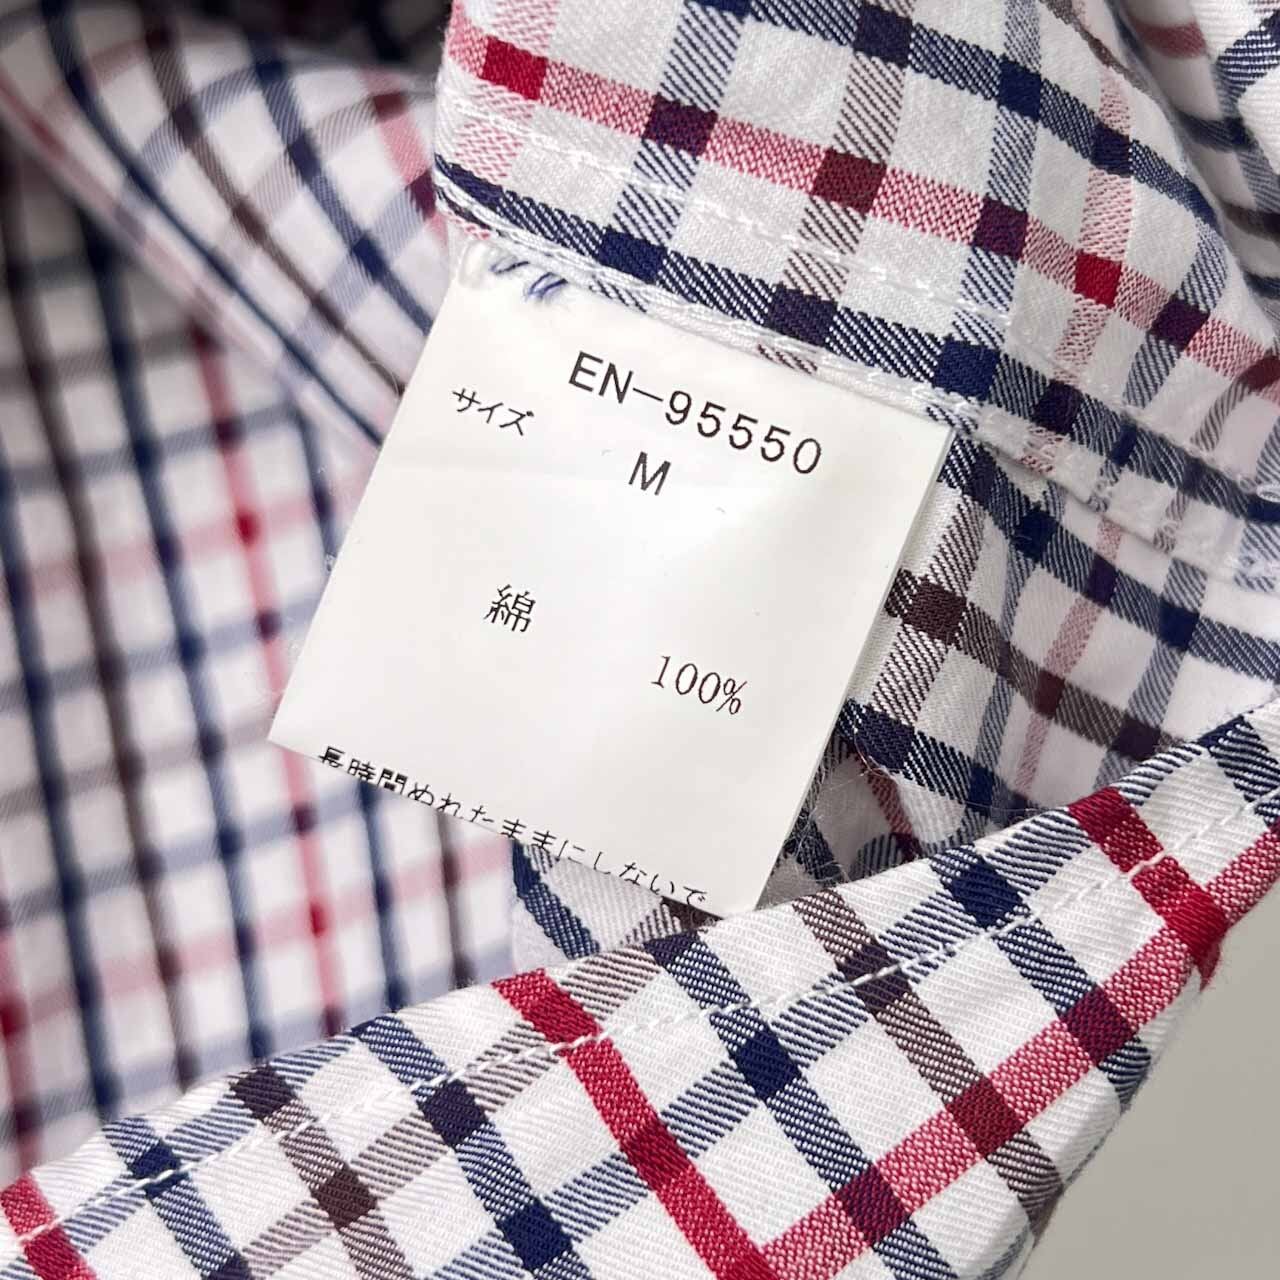 EN-95550
サイズ
M
綿
100%
長時間ぬれたままにしないで